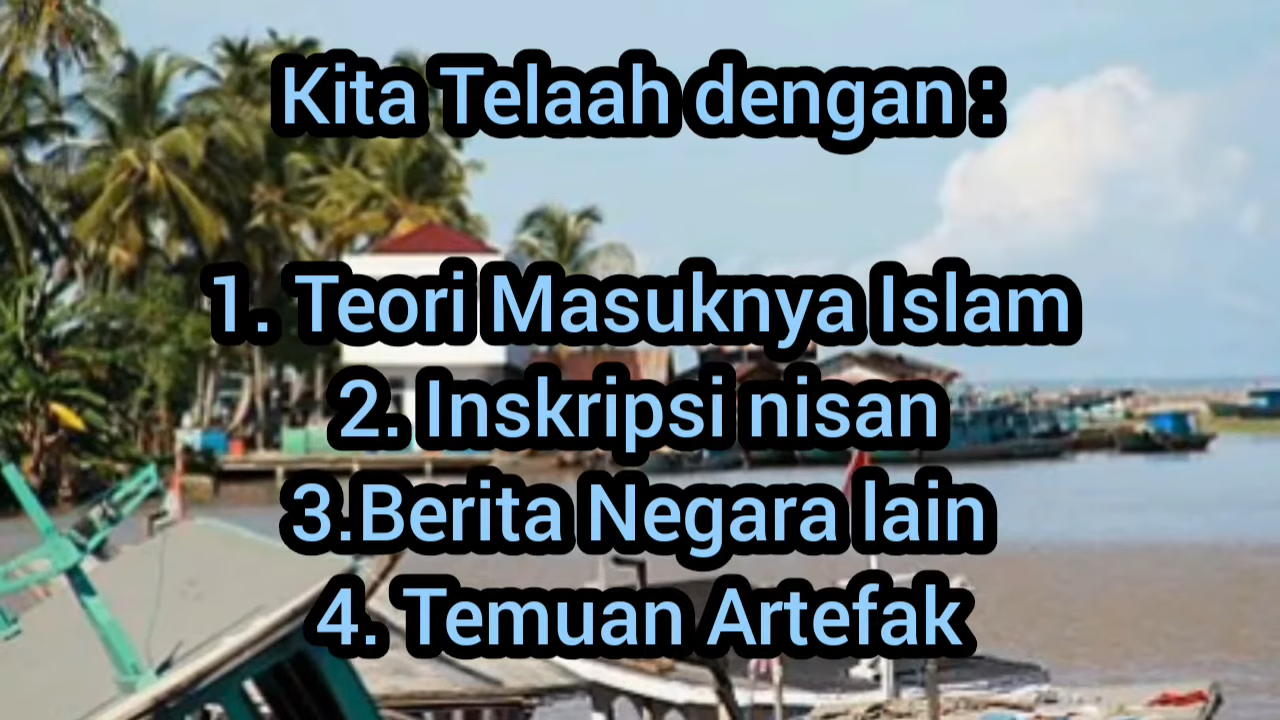 Kita Telaah dengan :
1. Teori Masuknya Islam
2. Inskripsi nisan
3.Berita Negara lain
4. Temuan Artefak